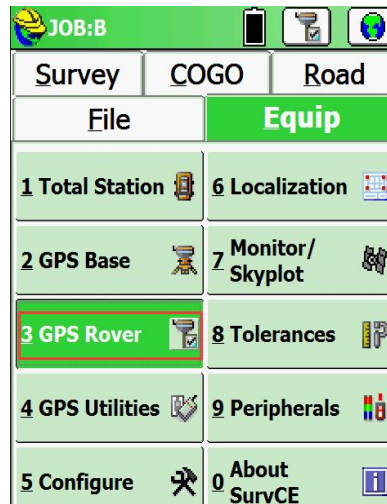 JOB:B
Survey COGO Road
File Equip
1 Total Station 6 Localization
2 GPS Base 7 Monitor/
Skyplot
3 GPS Rover 8 Tolerances
4 GPS Utilities 9 Peripherals
5 Configure 0 About
SurvCE